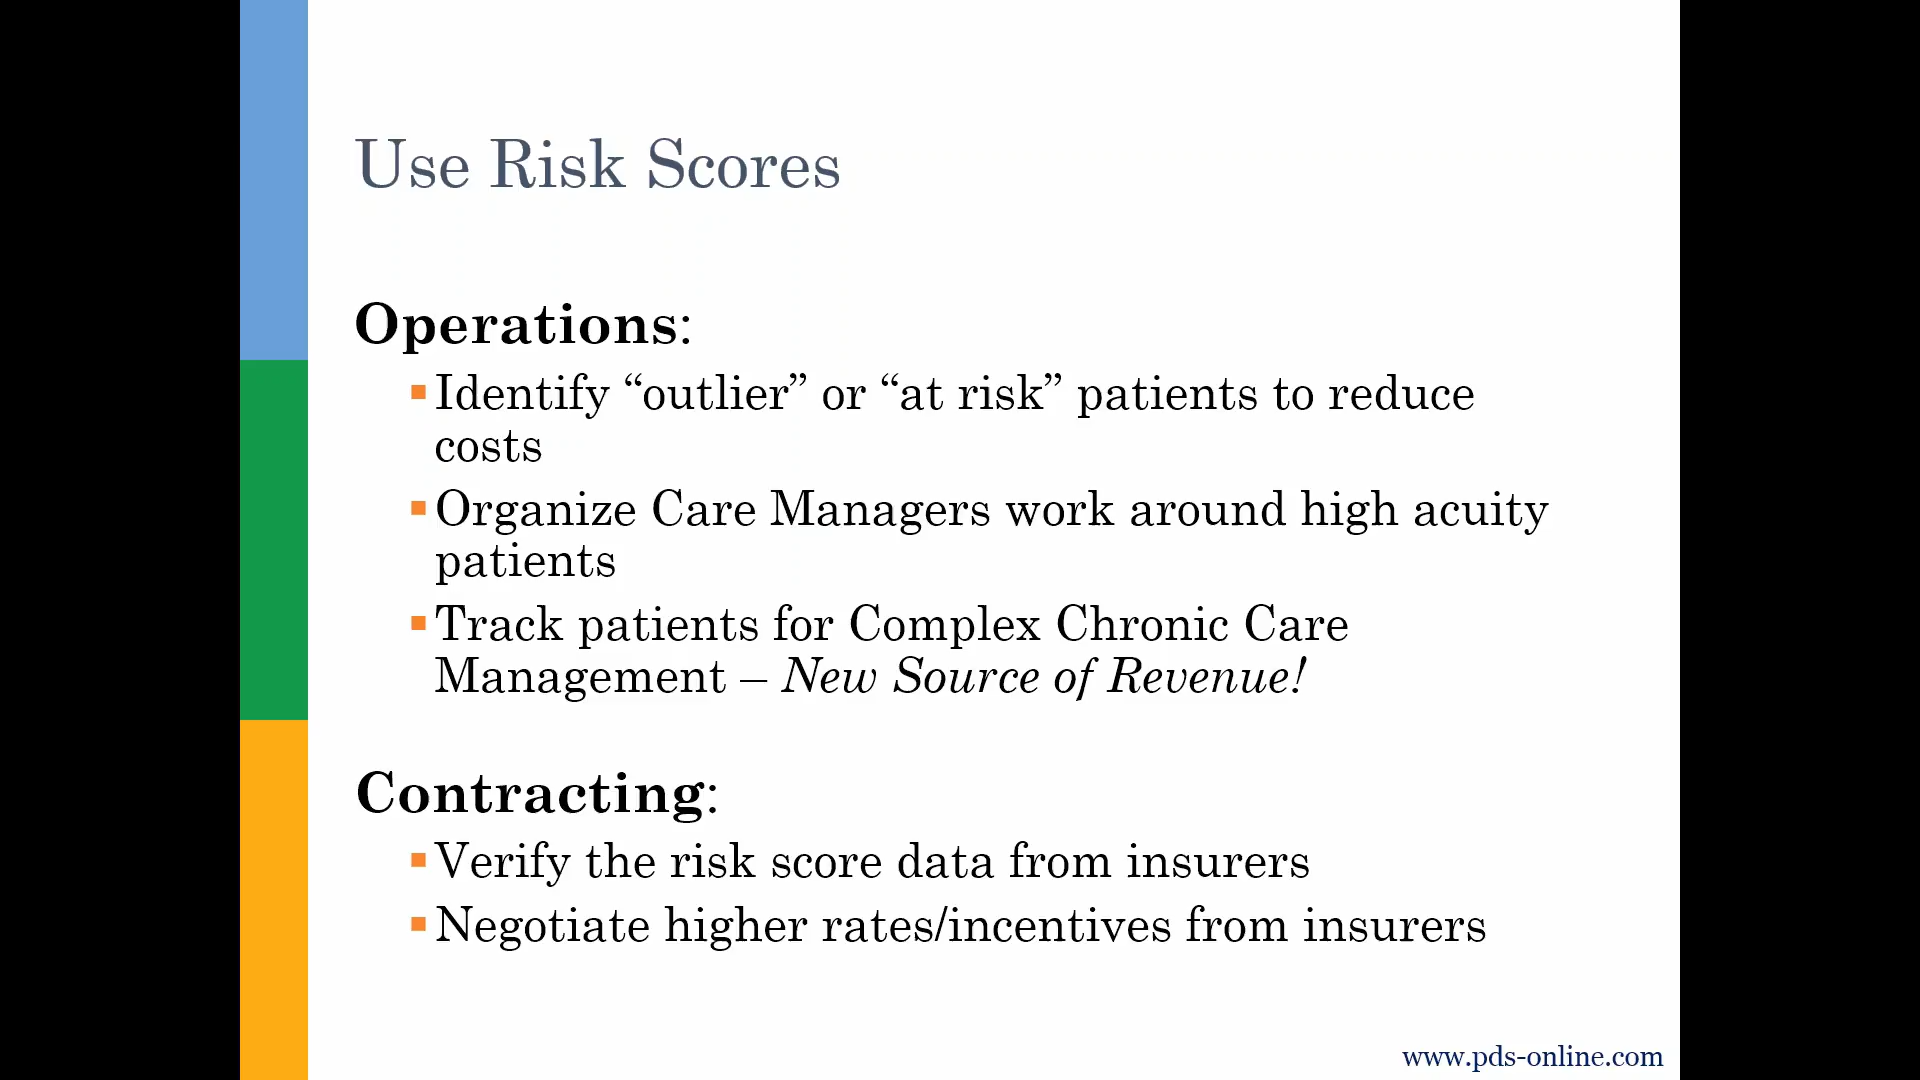 Use Risk Scores
Operations:
Identify “outlier” or “at risk” patients to reduce
costs
Organize Care Managers work around high acuity
patients
Track patients for Complex Chronic Care
Management – New Source of Revenue!
Contracting:
Verify the risk score data from insurers
Negotiate higher rates/incentives from insurers
www.pds-online.com